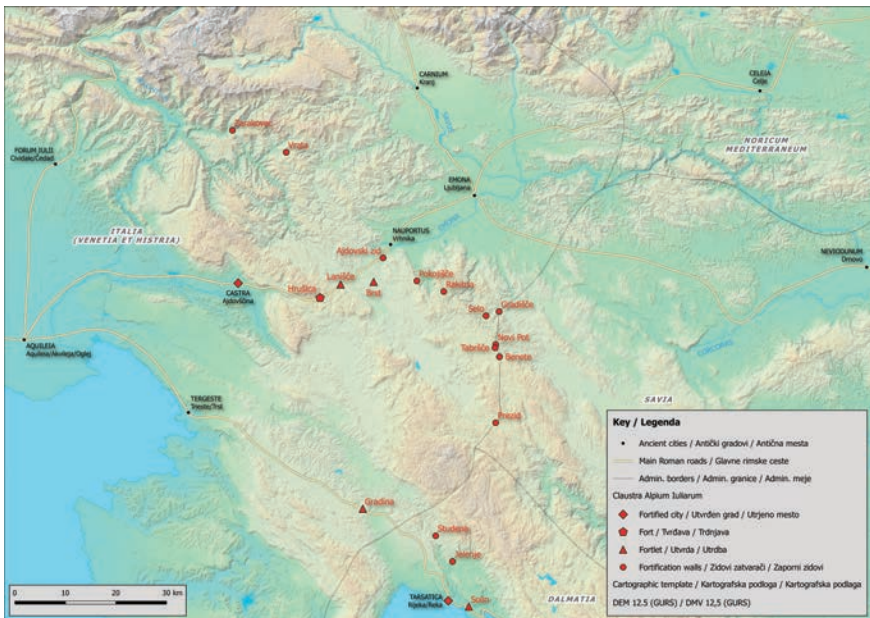 CARNIUM
Kranj
CELEIA
Celje
Zarakovec
Vrata
FORUM IULII
Cividale/Čedad
NORICUM
MEDITERRANEUM
EMONA
Ljubljana
ITALIA
(VENETIA ET HISTRIA)
NAUPORTUS
Vrhnika
Ajdovski zid
NEVIODUNUM
Drnovo
Lanišče
Brst
Pokojišče
Rakitna
Hrušica
CASTRA
Ajdovščina
Selo
Gradišče
AQUILEIA
Aquileia/Akvileja/Oglej
Novi Pot
Tabršče
Benete
CORCORAS
TERGESTE
Trieste/Trst
SAVIA
Prezid
Gradina
Studena
Jelenje
TARSATICA
Rijeka/Reka
Solin
DALMATIA
0 10 20 30 km
Key / Legenda
Ancient cities / Antički gradovi / Antična mesta
Main Roman roads / Glavne rimske ceste
Admin. borders / Admin. granice / Admin. meje
Claustra Alpium Iuliarum
Fortified city / Utvrđen grad / Utrjeno mesto
Fort / Tvrđava / Trdnjava
Fortlet / Utvrda / Utrdba
Fortification walls / Zidovi zatvarači / Zaporni zidovi
Cartographic template / Kartografska podloga / Kartografska podlaga
DEM 12.5 (GURS) / DMV 12,5 (GURS)